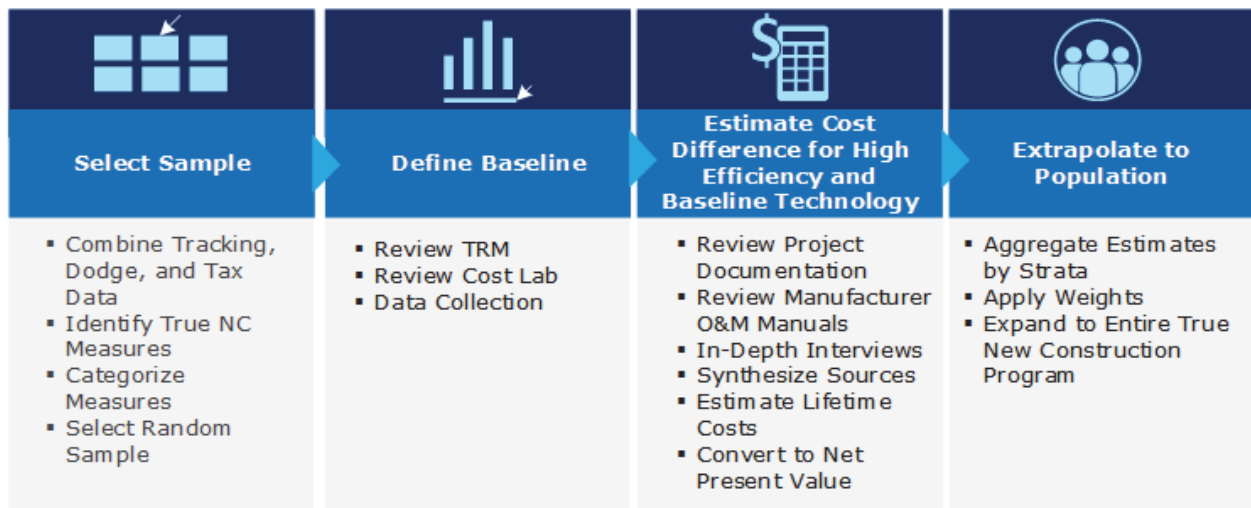 Select Sample
▪ Combine Tracking,
Dodge, and Tax
Data
▪ Identify True NC
Measures
▪ Categorize
Measures
▪ Select Random
Sample
Define Baseline
▪ Review TRM
▪ Review Cost Lab
▪ Data Collection
$
Estimate Cost
Difference for High
Efficiency and
Baseline Technology
▪ Review Project
Documentation
▪ Review Manufacturer
O&M Manuals
▪ In-Depth Interviews
▪ Synthesize Sources
▪ Estimate Lifetime
Costs
▪ Convert to Net
Present Value
Extrapolate to
Population
▪ Aggregate Estimates
by Strata
▪ Apply Weights
▪ Expand to Entire True
New Construction
Program